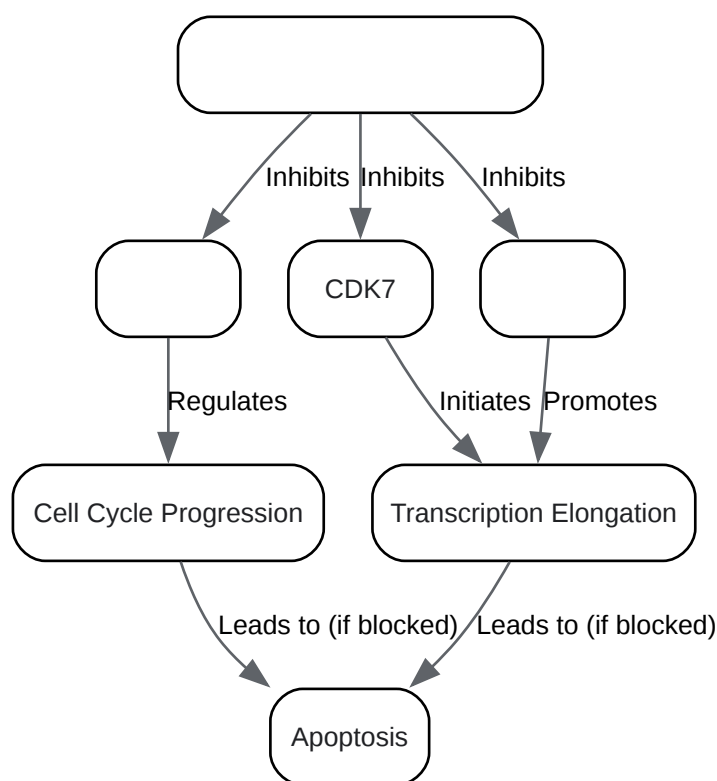 Inhibits
Inhibits
Inhibits
CDK7
Regulates
Initiates
Promotes
Cell Cycle Progression
Transcription Elongation
Leads to (if blocked)
Leads to (if blocked)
Apoptosis